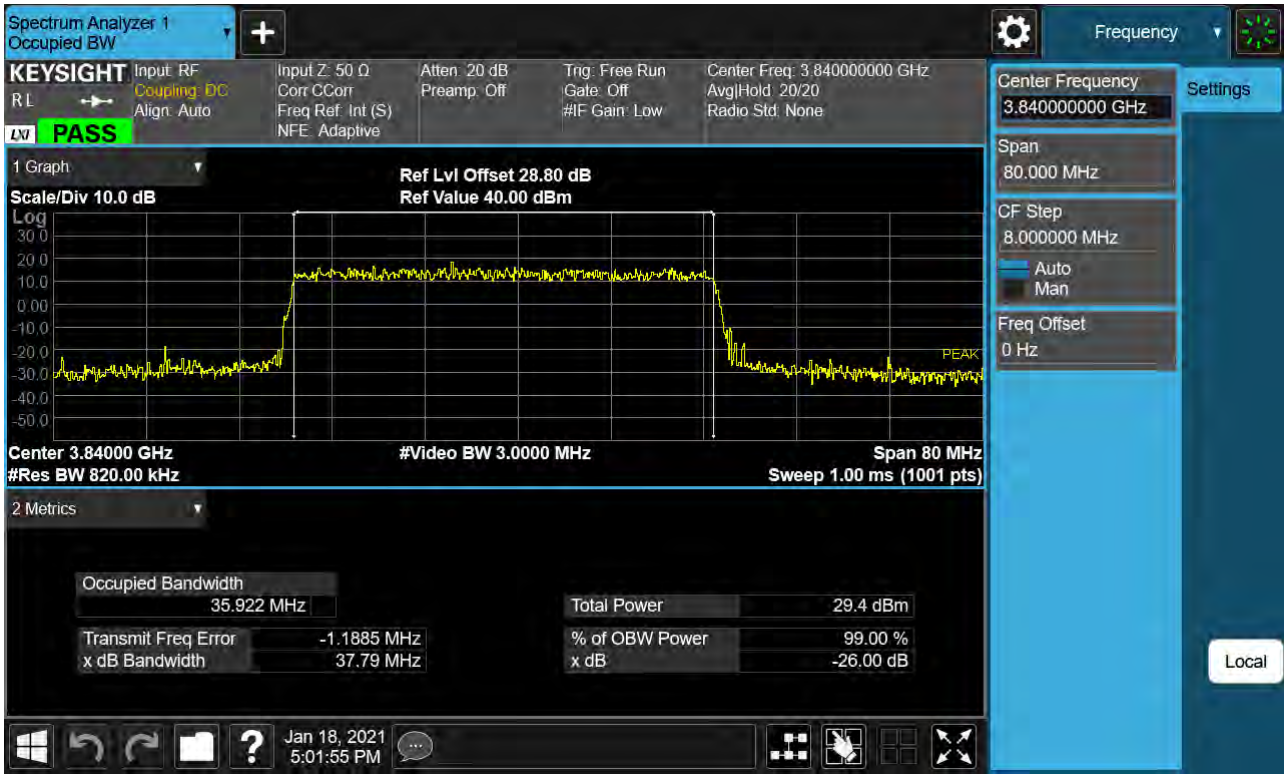 Spectrum Analyzer 1
Occupied BW
+
Frequency
KEYSIGHT
RL
LXI PASS
Input: RF
Coupling: DC
Align: Auto
Input Z: 50 Ω
Corr CCorr
Freq Ref: Int (S)
NFE: Adaptive
Atten: 20 dB
Preamp: Off
Trig: Free Run
Gate: Off
#IF Gain: Low
Center Freq: 3.840000000 GHz
Avg|Hold: 20/20
Radio Std: None
Center Frequency
3.840000000 GHz
Settings
Span
80.000 MHz
CF Step
8.000000 MHz
Auto
Man
Freq Offset
0 Hz
Local
1 Graph
Scale/Div 10.0 dB
Ref Lvl Offset 28.80 dB
Ref Value 40.00 dBm
Log
30.0
20.0
10.0
0.00
-10.0
-20.0
-30.0
-40.0
-50.0
PEAK
Center 3.84000 GHz
#Res BW 820.00 kHz
#Video BW 3.0000 MHz
Span 80 MHz
Sweep 1.00 ms (1001 pts)
2 Metrics
Occupied Bandwidth
35.922 MHz
Total Power 29.4 dBm
Transmit Freq Error -1.1885 MHz
% of OBW Power 99.00 %
x dB Bandwidth 37.79 MHz
x dB -26.00 dB
?
Jan 18, 2021
5:01:55 PM